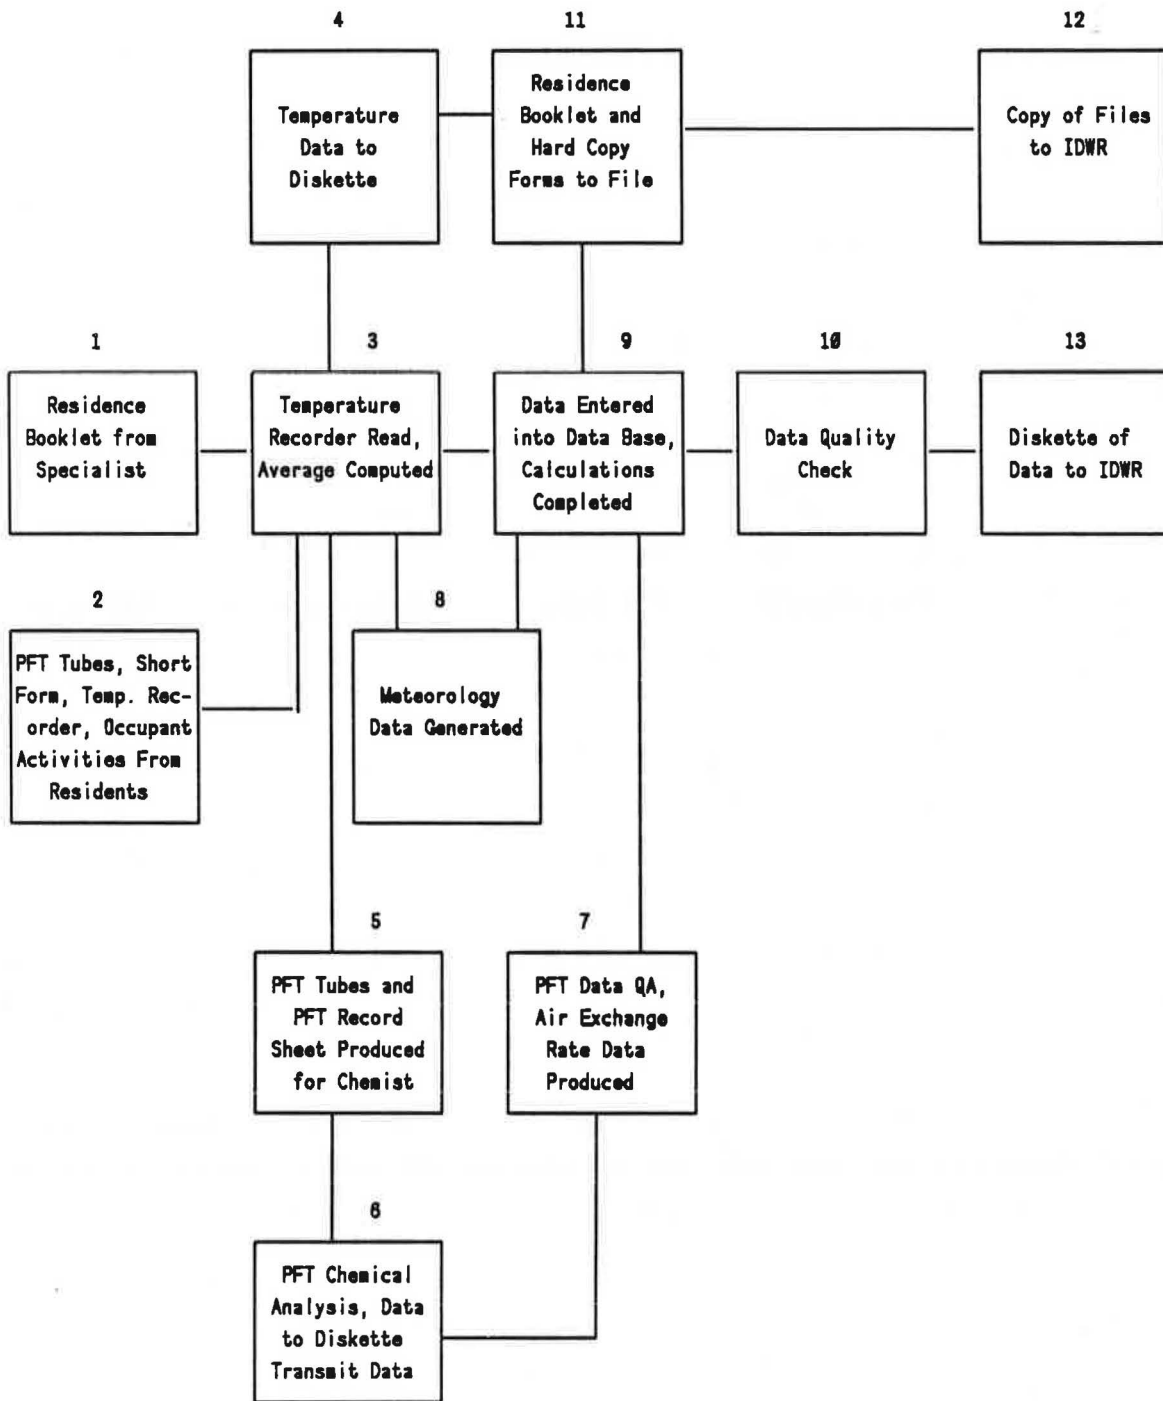 4
Temperature
Data to
Diskette
11
Residence
Booklet and
Hard Copy
Forms to File
12
Copy of Files
to IDWR
1
Residence
Booklet from
Specialist
3
Temperature
Recorder Read,
Average Computed
9
Data Entered
into Data Base,
Calculations
Completed
10
Data Quality
Check
13
Diskette of
Data to IDWR
2
PFT Tubes, Short
Form, Temp. Rec-
order, Occupant
Activities From
Residents
8
Meteorology
Data Generated
5
PFT Tubes and
PFT Record
Sheet Produced
for Chemist
7
PFT Data QA,
Air Exchange
Rate Data
Produced
6
PFT Chemical
Analysis, Data
to Diskette
Transmit Data